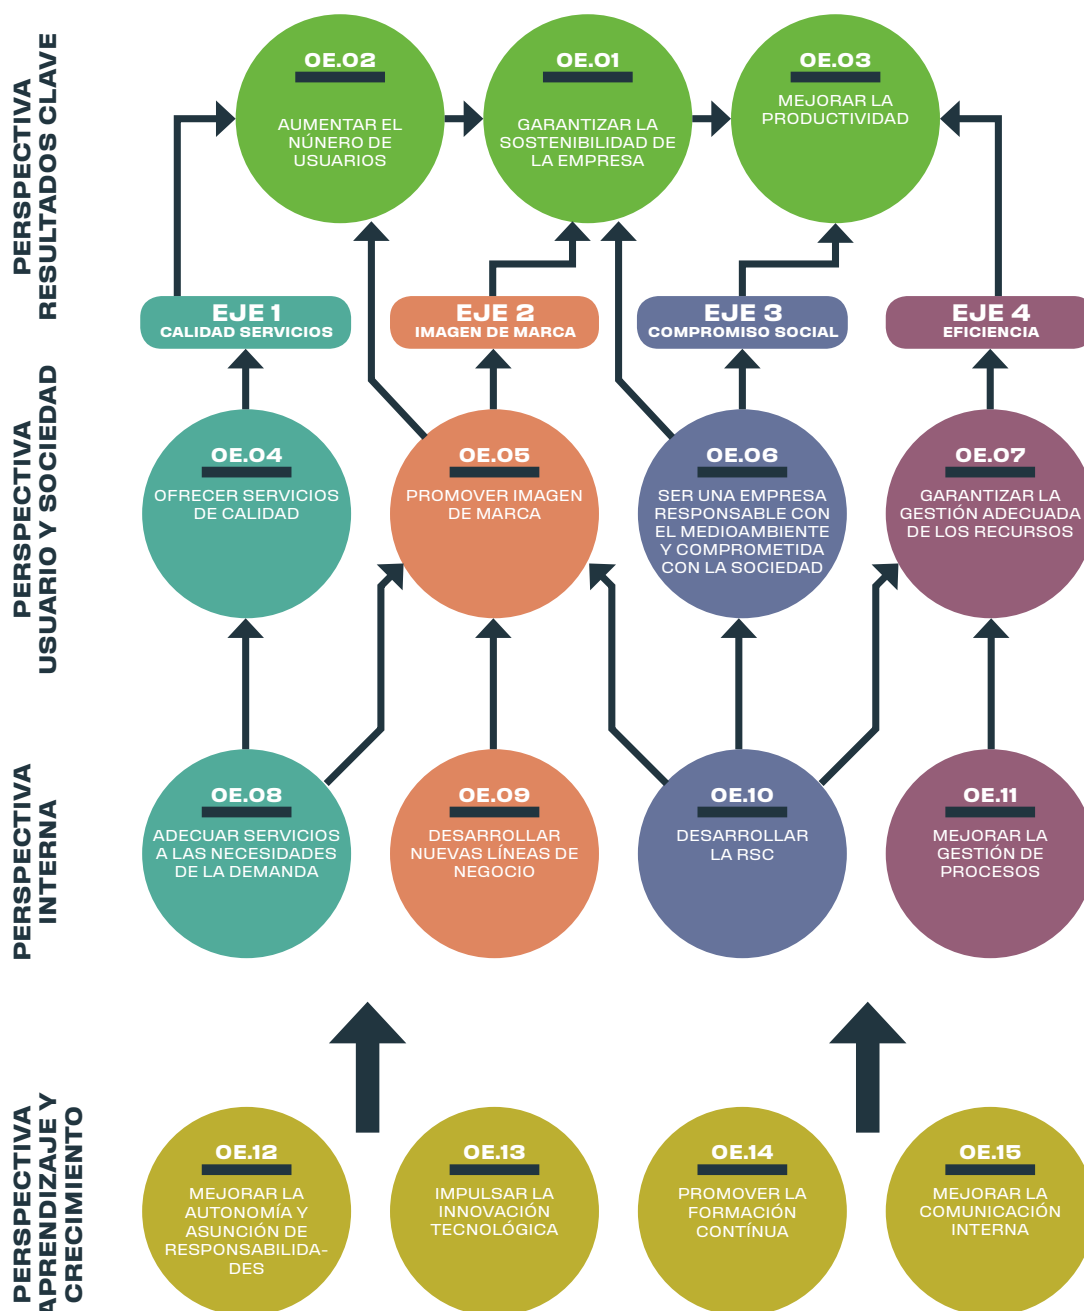 PERSPECTIVA
RESULTADOS CLAVE
OE.02
AUMENTAR EL
NÚNERO DE
USUARIOS
OE.01
GARANTIZAR LA
SOSTENIBILIDAD DE
LA EMPRESA
OE.03
MEJORAR LA
PRODUCTIVIDAD
EJE 1
CALIDAD SERVICIOS
EJE 2
IMAGEN DE MARCA
EJE 3
COMPROMISO SOCIAL
EJE 4
EFICIENCIA
PERSPECTIVA
USUARIO Y SOCIEDAD
OE.04
OFRECER SERVICIOS
DE CALIDAD
OE.05
PROMOVER IMAGEN
DE MARCA
OE.06
SER UNA EMPRESA
RESPONSABLE CON
EL MEDIOAMBIENTE
Y COMPROMETIDA
CON LA SOCIEDAD
OE.07
GARANTIZAR LA
GESTIÓN ADECUADA
DE LOS RECURSOS
PERSPECTIVA
INTERNA
OE.08
ADECUAR SERVICIOS
A LAS NECESIDADES
DE LA DEMANDA
OE.09
DESARROLLAR
NUEVAS LÍNEAS DE
NEGOCIO
OE.10
DESARROLLAR
LA RSC
OE.11
MEJORAR LA
GESTIÓN DE
PROCESOS
PERSPECTIVA
APRENDIZAJE Y
CRECIMIENTO
OE.12
MEJORAR LA
AUTONOMÍA Y
ASUNCIÓN DE
RESPONSABILIDA-
DES
OE.13
IMPULSAR LA
INNOVACIÓN
TECNOLÓGICA
OE.14
PROMOVER LA
FORMACIÓN
CONTÍNUA
OE.15
MEJORAR LA
COMUNICACIÓN
INTERNA